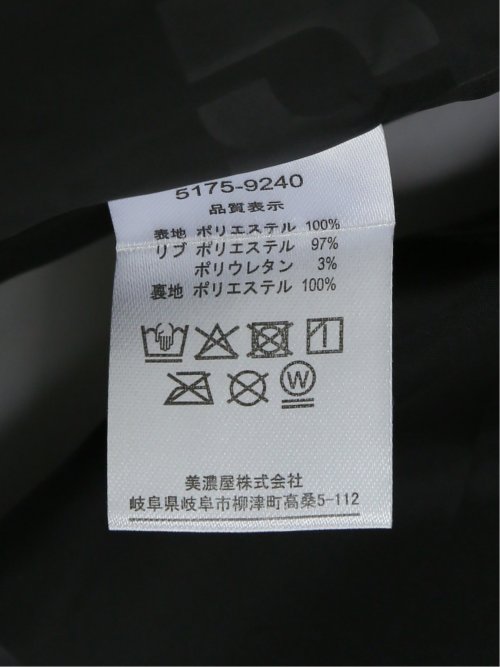 5175-9240
品質表示
表地 ポリエステル 100%
リブ ポリエステル 97%
ポリウレタン 3%
裏地 ポリエステル 100%
W
美濃屋株式会社
岐阜県岐阜市柳津町高桑5-112